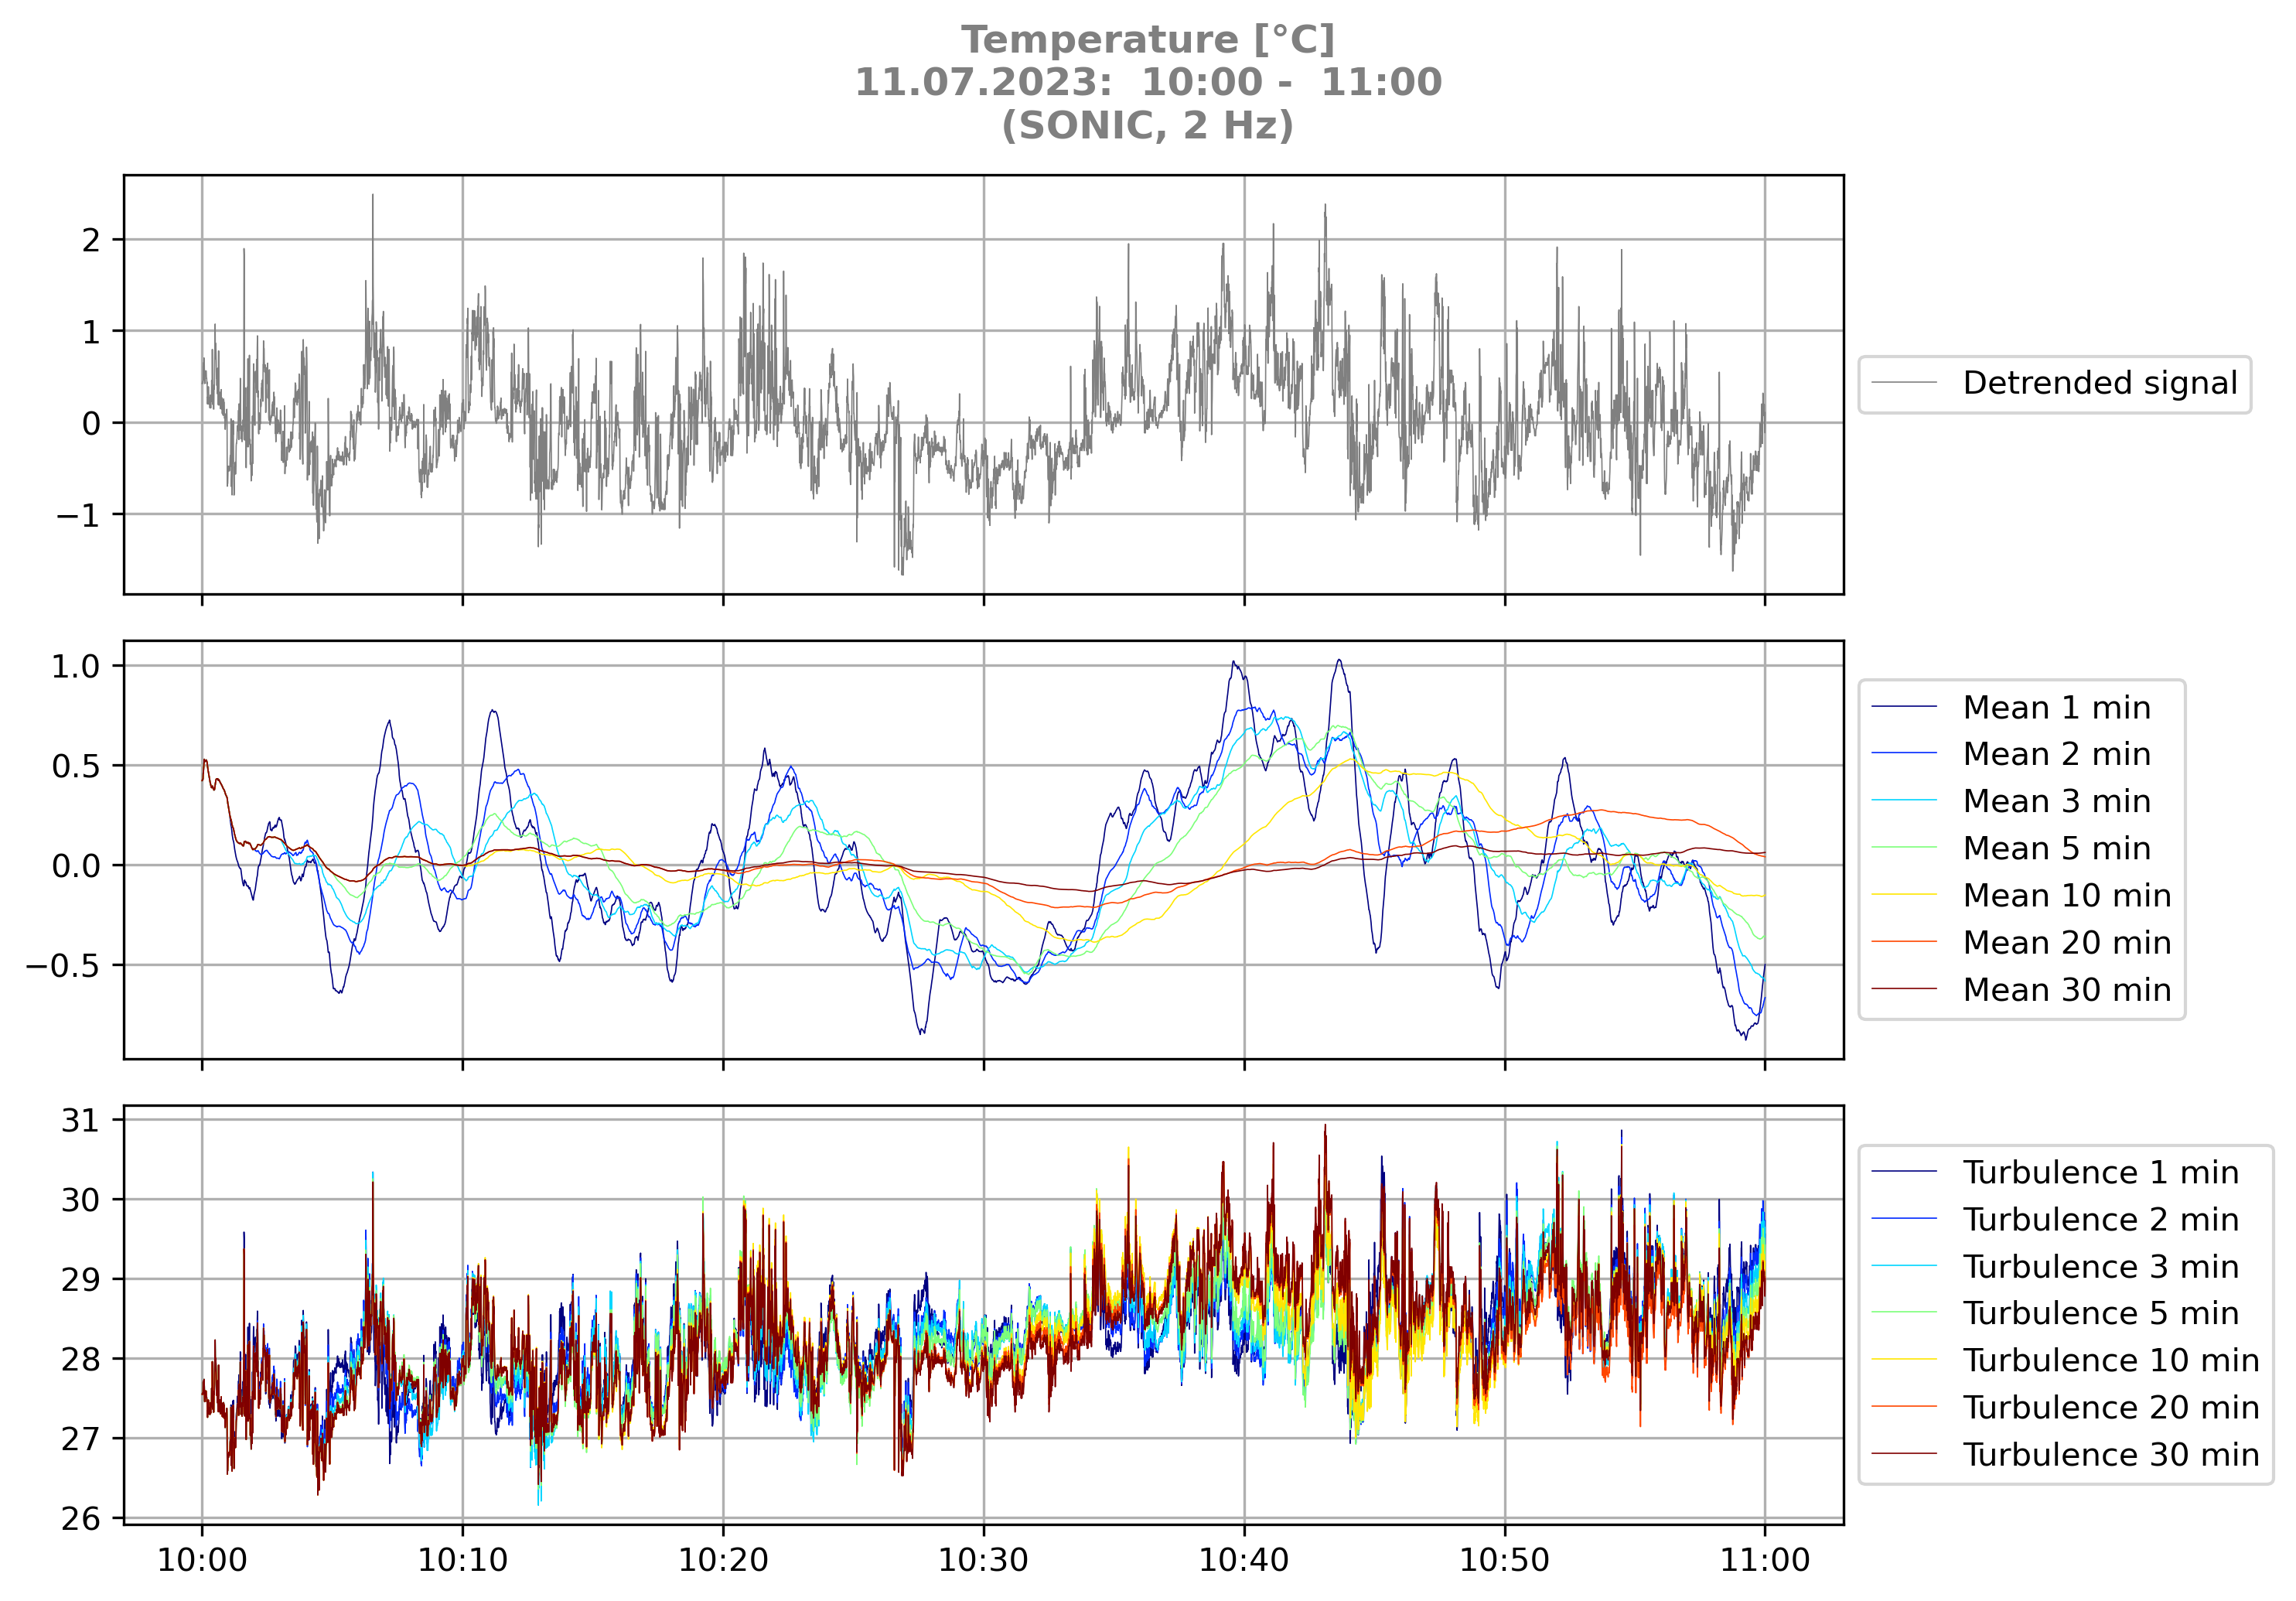 Temperature [°C]
11.07.2023:  10:00 -  11:00
(SONIC, 2 Hz)
2
1
0
−1
Detrended signal
1.0
0.5
0.0
−0.5
Mean 1 min
Mean 2 min
Mean 3 min
Mean 5 min
Mean 10 min
Mean 20 min
Mean 30 min
31
30
29
28
27
26
Turbulence 1 min
Turbulence 2 min
Turbulence 3 min
Turbulence 5 min
Turbulence 10 min
Turbulence 20 min
Turbulence 30 min
10:00 10:10 10:20 10:30 10:40 10:50 11:00